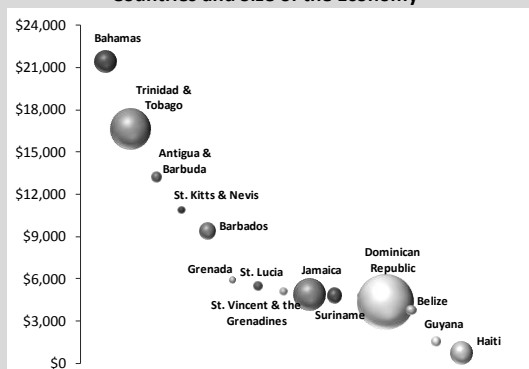 Countries and Size of the Economy
$24,000
$21,000
$18,000
$15,000
$12,000
$9,000
$6,000
$3,000
$0
Bahamas
Trinidad &
Tobago
Antigua &
Barbuda
St. Kitts & Nevis
Barbados
Grenada
St. Lucia
St. Vincent & the
Grenadines
Jamaica
Suriname
Dominican
Republic
Belize
Guyana
Haiti